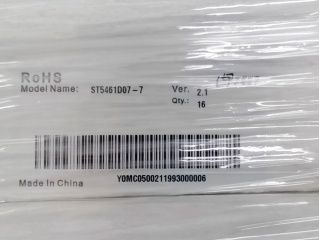 RoHS
Model Name: ST5461D07-7 Ver. 2.1
Qty.: 16
Y0MC0500211993000006
Made in China